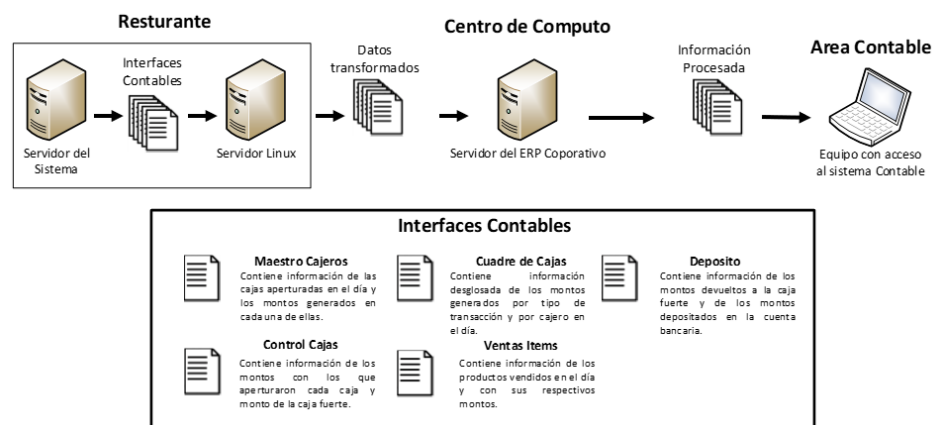 Resturante
Centro de Computo
Area Contable
Interfaces
Contables
Datos
transformados
Información
Procesada
Servidor del
Sistema
Servidor Linux
Servidor del ERP Coporativo
Equipo con acceso
al sistema Contable
Interfaces Contables
Maestro Cajeros
Contiene información de las
cajas aperturadas en el día y
los montos generados en
cada una de ellas.
Cuadre de Cajas
Contiene información
desglosada de los montos
generados por tipo de
transacción y por cajero en
el día.
Deposito
Contiene información de los
montos devueltos a la caja
fuerte y de los montos
depositados en la cuenta
bancaria.
Control Cajas
Contiene información de los
montos con los que
aperturaron cada caja y
monto de la caja fuerte.
Ventas Items
Contiene información de los
productos vendidos en el día
y con sus respectivos
montos.